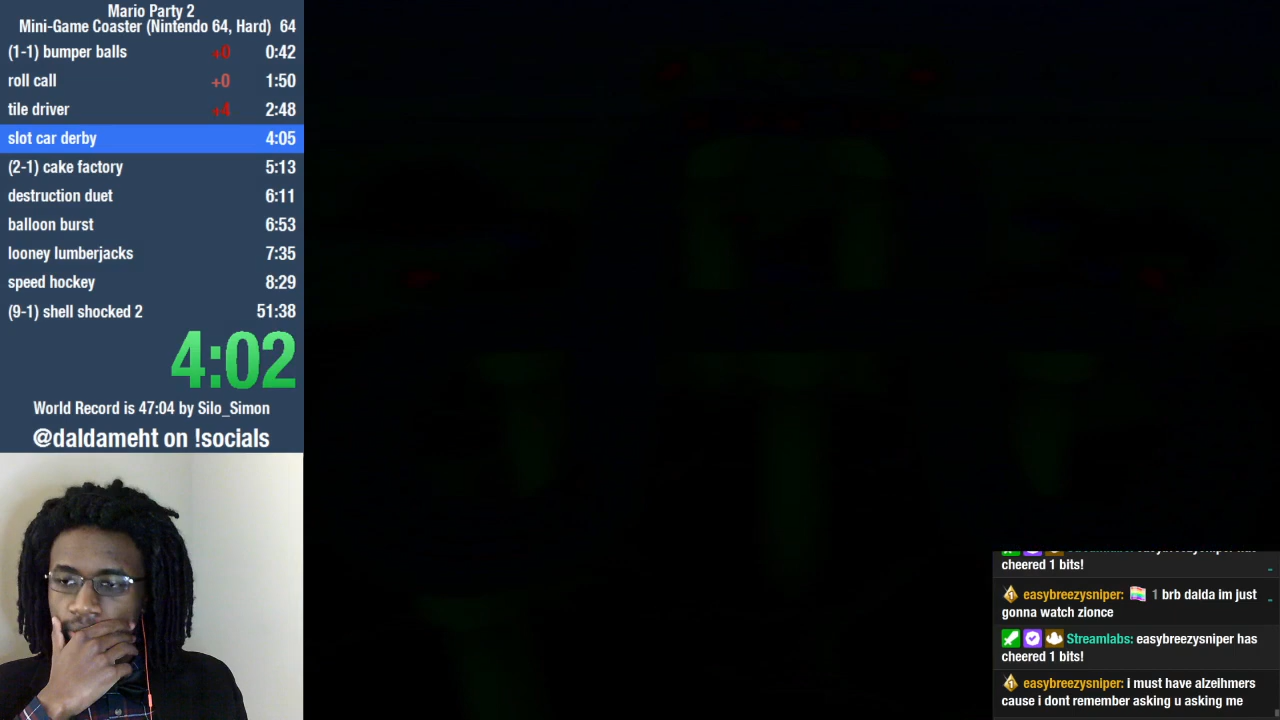 Mario Party 2
Mini-Game Coaster (Nintendo 64, Hard) 64
(1-1) bumper balls +0 0:42
roll call +0 1:50
tile driver +4 2:48
slot car derby 4:05
(2-1) cake factory 5:13
destruction duet 6:11
balloon burst 6:53
looney lumberjacks 7:35
speed hockey 8:29
(9-1) shell shocked 2 51:38
4:02
World Record is 47:04 by Silo_Simon
@daldameht on !socials
cheered 1 bits!
easybreezysniper: 1 brb dalda im just
gonna watch zionce
Streamlabs: easybreezysniper has
cheered 1 bits!
easybreezysniper: i must have alzelhmers
cause i dont remember asking u asking me